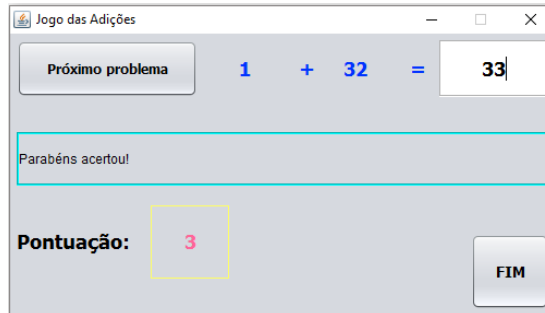 Jogo das Adições
Próximo problema 1 + 32 = 33
Parabéns acertou!
Pontuação: 3
FIM